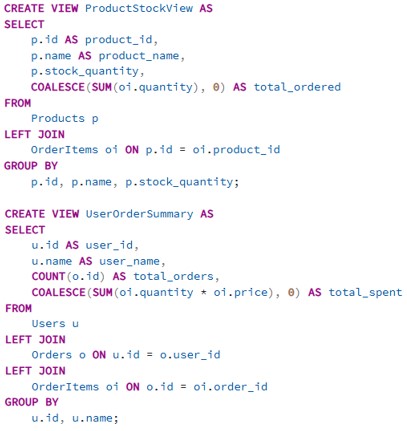 CREATE VIEW ProductStockView AS
SELECT
    p.id AS product_id,
    p.name AS product_name,
    p.stock_quantity,
    COALESCE(SUM(oi.quantity), 0) AS total_ordered
FROM
    Products p
LEFT JOIN
    OrderItems oi ON p.id = oi.product_id
GROUP BY
    p.id, p.name, p.stock_quantity;

CREATE VIEW UserOrderSummary AS
SELECT
    u.id AS user_id,
    u.name AS user_name,
    COUNT(o.id) AS total_orders,
    COALESCE(SUM(oi.quantity * oi.price), 0) AS total_spent
FROM
    Users u
LEFT JOIN
    Orders o ON u.id = o.user_id
LEFT JOIN
    OrderItems oi ON o.id = oi.order_id
GROUP BY
    u.id, u.name;